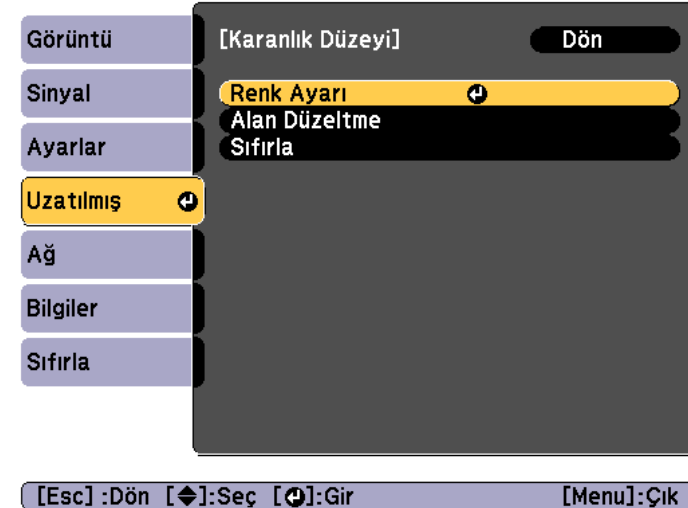 Görüntü
Sinyal
Ayarlar
Uzatılmış
Ağ
Bilgiler
Sıfırla
[Karanlık Düzeyi] Dön
Renk Ayarı
Alan Düzeltme
Sıfırla
[Esc] :Dön [◆]:Seç [↵]:Gir [Menu]:Çık